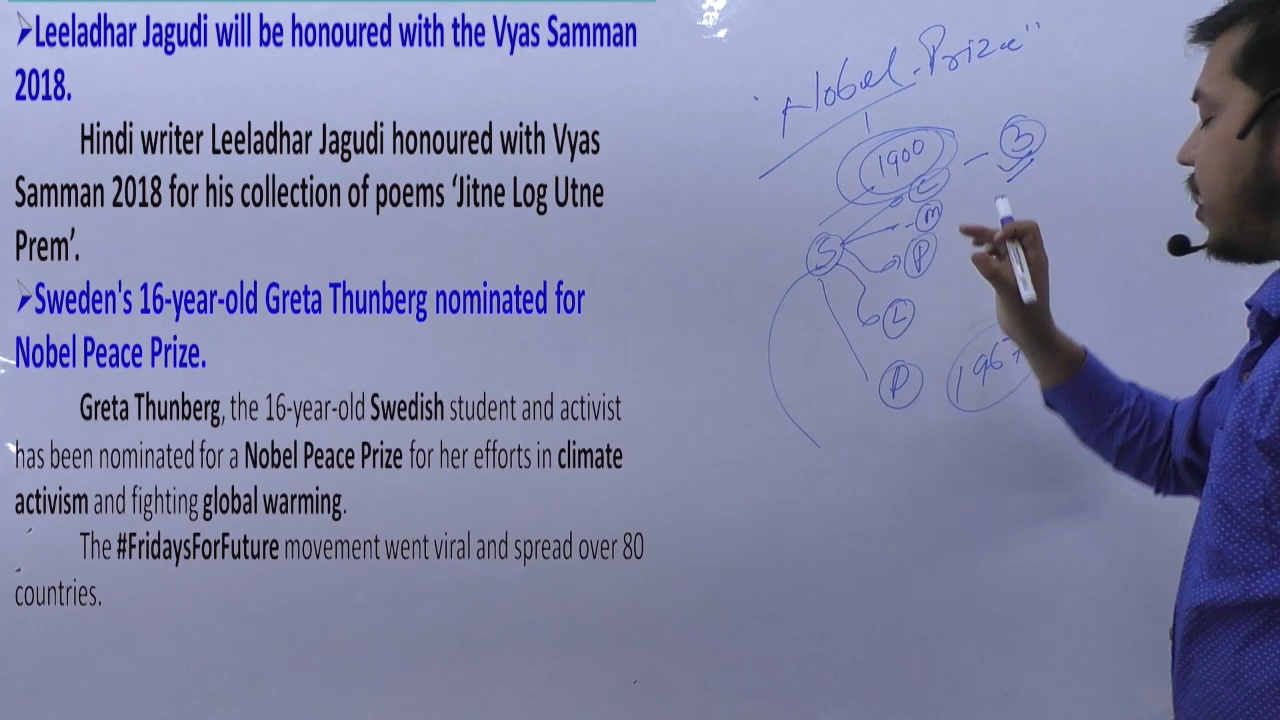 ➢Leeladhar Jagudi will be honoured with the Vyas Samman
2018.
Hindi writer Leeladhar Jagudi honoured with Vyas
Samman 2018 for his collection of poems ‘Jitne Log Utne
Prem’.
➢Sweden's 16-year-old Greta Thunberg nominated for
Nobel Peace Prize.
Greta Thunberg, the 16-year-old Swedish student and activist
has been nominated for a Nobel Peace Prize for her efforts in climate
activism and fighting global warming.
The #FridaysForFuture movement went viral and spread over 80
countries.
"Nobel Prize"
1900 - 3
C
S - M
P
L
P
1967